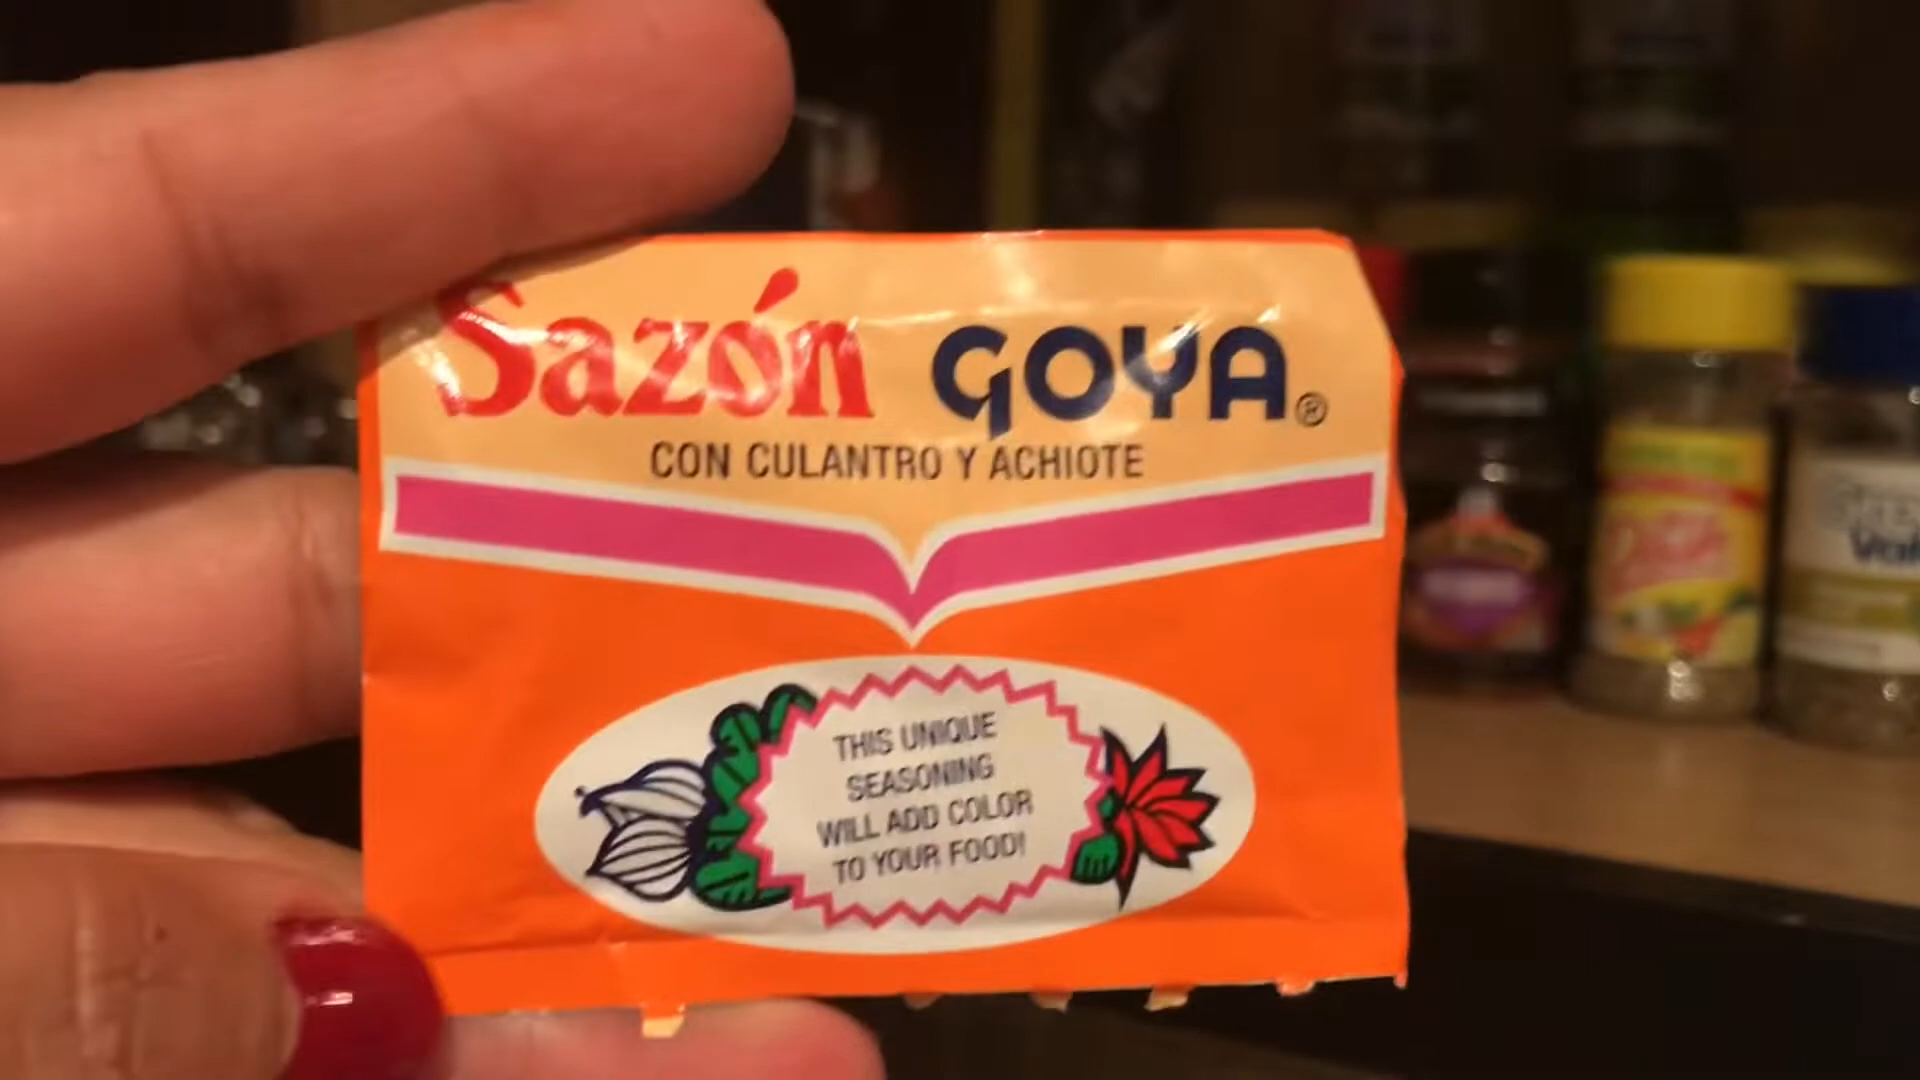 Sazón GOYA®
CON CULANTRO Y ACHIOTE
THIS UNIQUE
SEASONING
WILL ADD COLOR
TO YOUR FOOD!